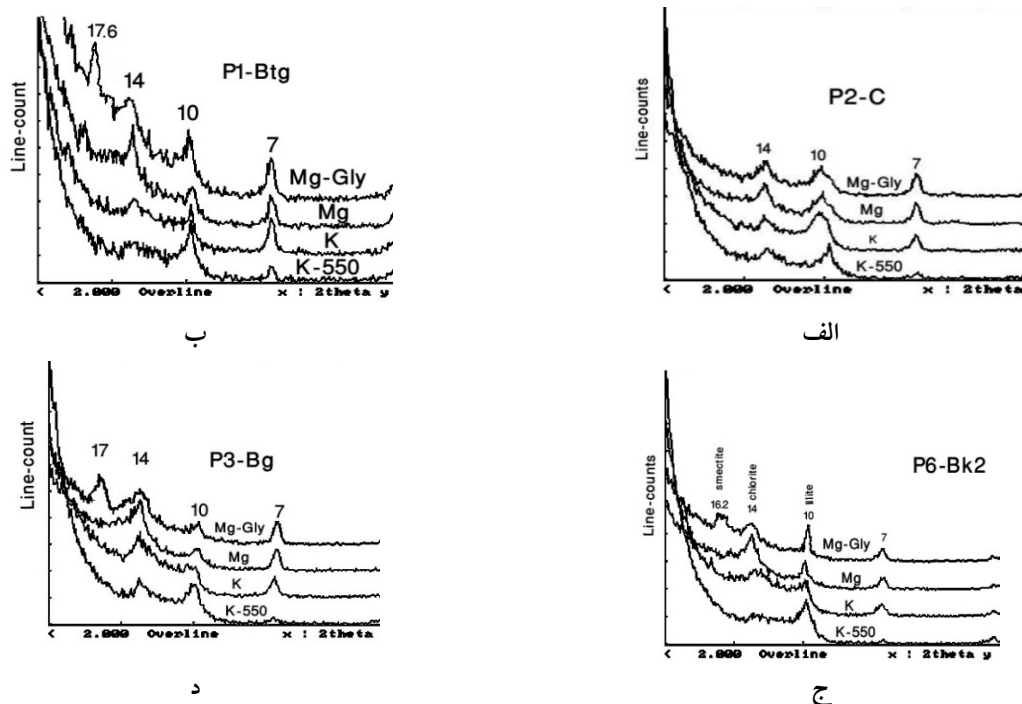 17.6
14
10
7
P1-Btg
Line-count
Mg-Gly
Mg
K
K-550
< 2.000 Overline x : 2theta y
ب
P2-C
Line-counts
14
10
7
Mg-Gly
Mg
K
K-550
< 2.000 Overline x : 2theta y
الف
P3-Bg
Line-count
17
14
10
7
Mg-Gly
Mg
K
K-550
< 2.000 Overline x : 2theta
د
P6-Bk2
Line-counts
16.2 smectite
14 chlorite
10 Illite
7
Mg-Gly
Mg
K
K-550
< 2.000 Overline x : 2theta y
ج